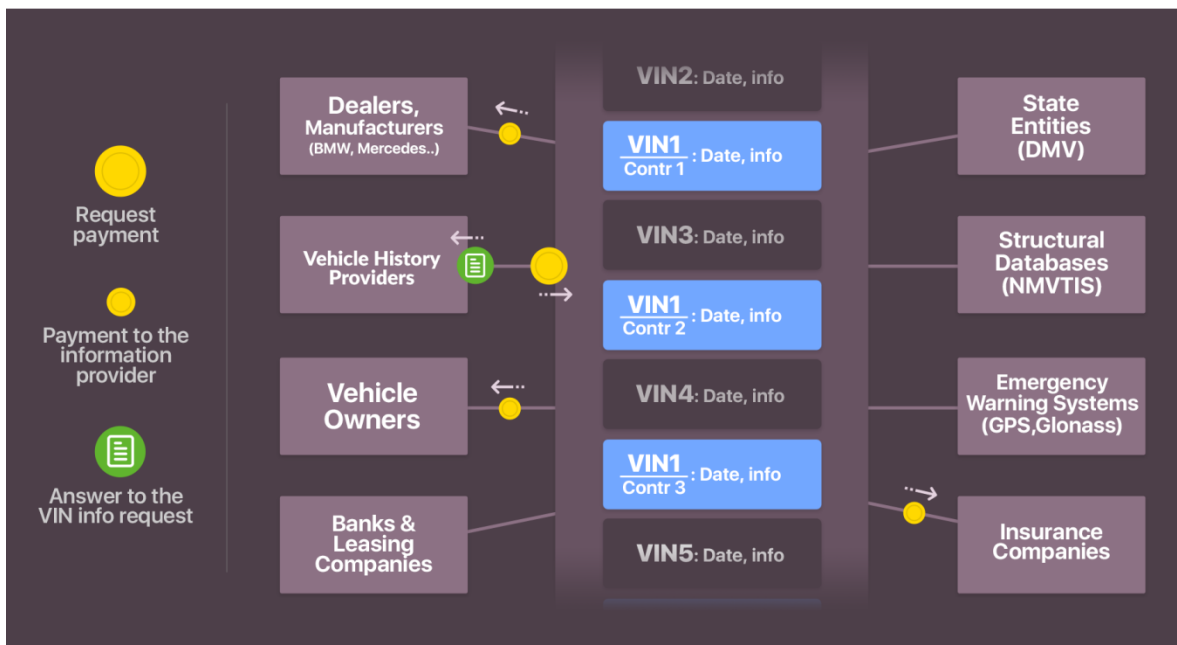 Request
payment
Payment to the
information
provider
Answer to the
VIN info request
Dealers,
Manufacturers
(BMW, Mercedes..)
Vehicle History
Providers
Vehicle
Owners
Banks &
Leasing
Companies
VIN2: Date, info
VIN1
Contr 1
: Date, info
VIN3: Date, info
VIN1
Contr 2
: Date, info
VIN4: Date, info
VIN1
Contr 3
: Date, info
VIN5: Date, info
State
Entities
(DMV)
Structural
Databases
(NMVTIS)
Emergency
Warning Systems
(GPS,Glonass)
Insurance
Companies